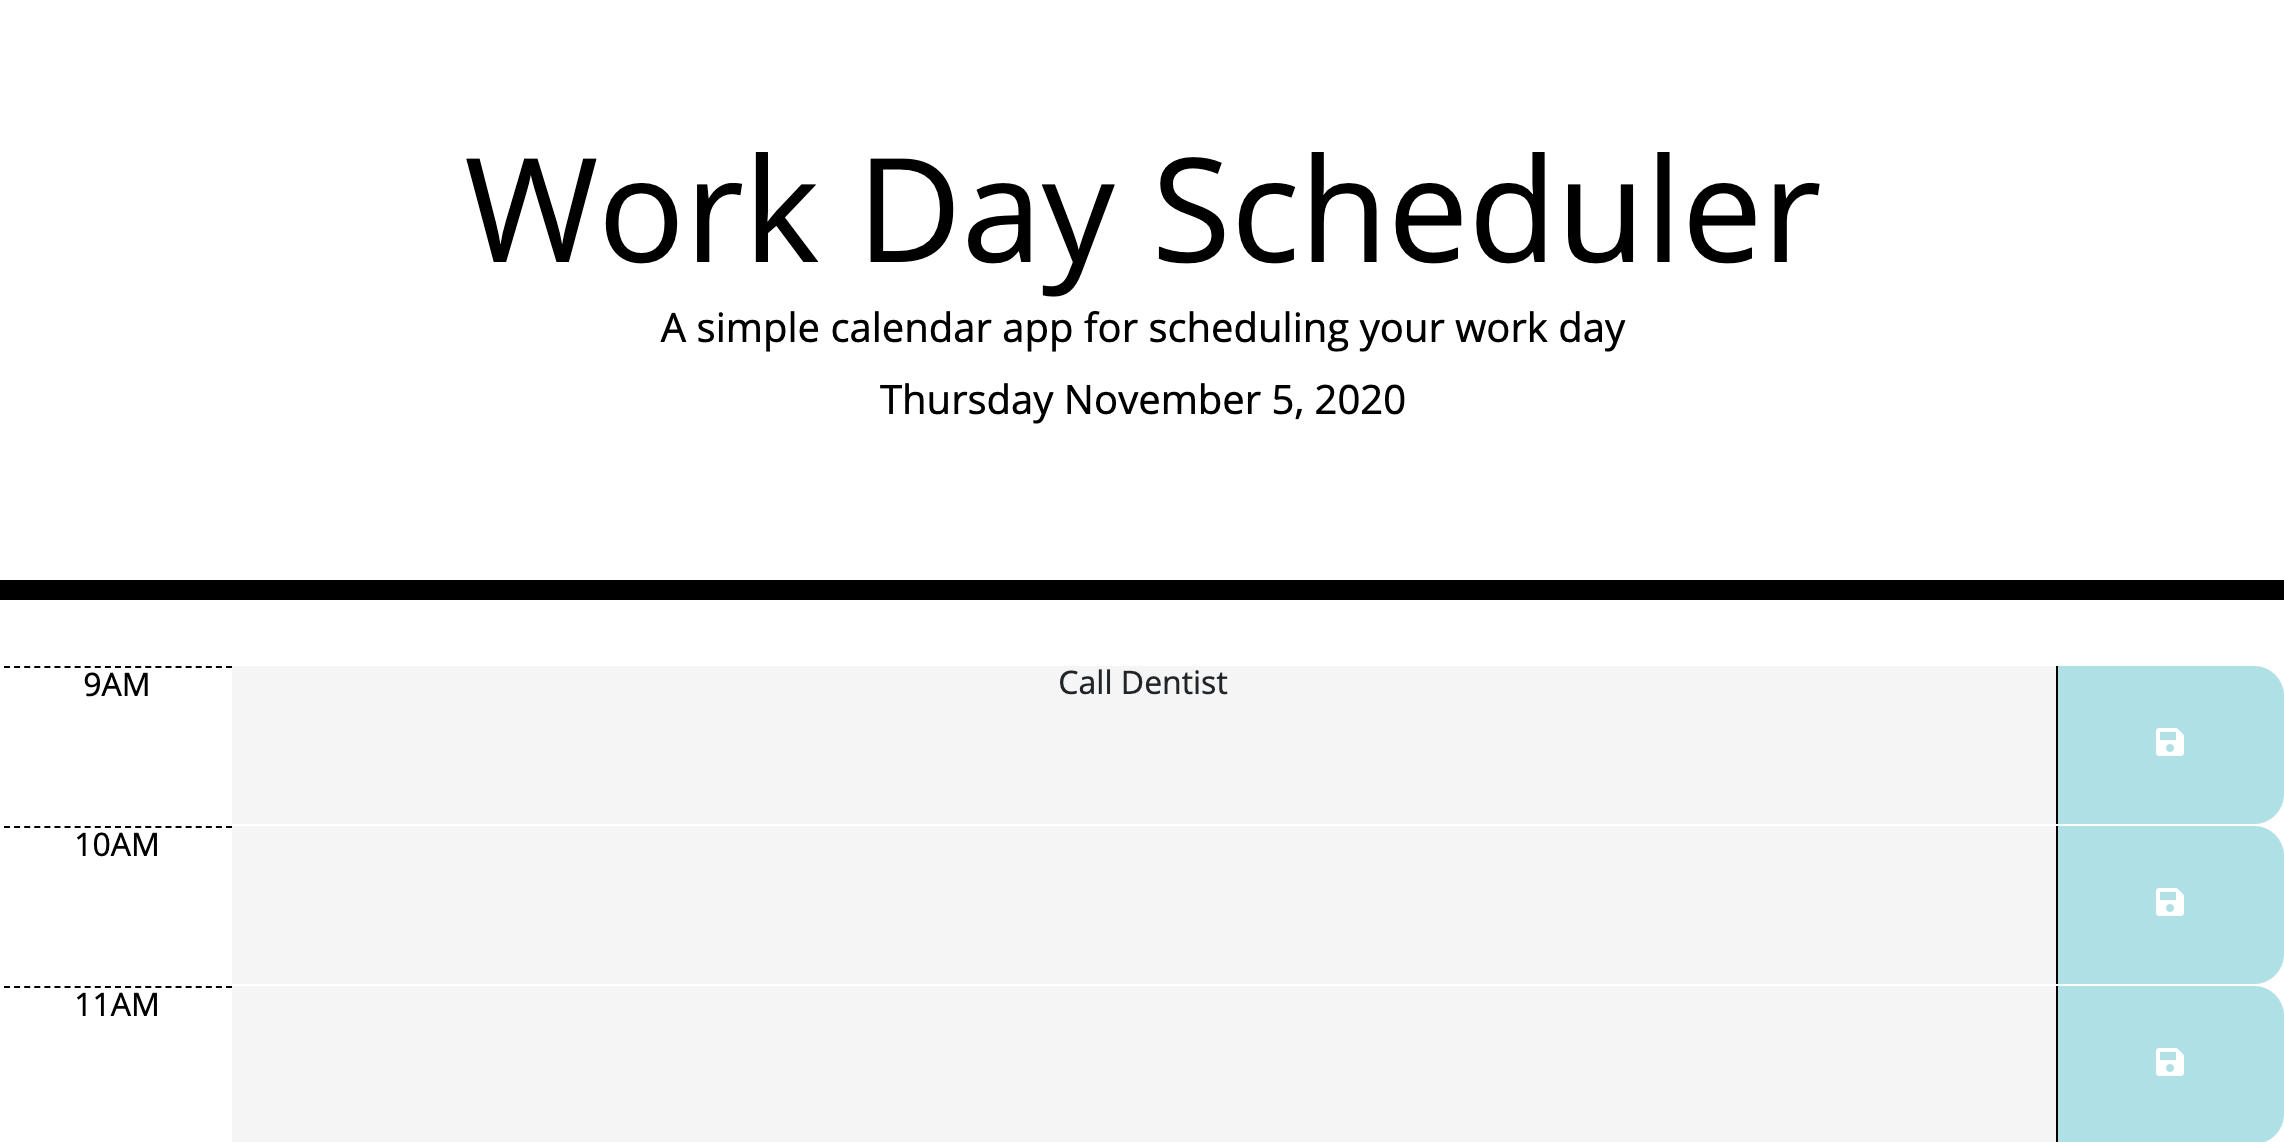 Work Day Scheduler
A simple calendar app for scheduling your work day
Thursday November 5, 2020
9AM
Call Dentist
10AM
11AM